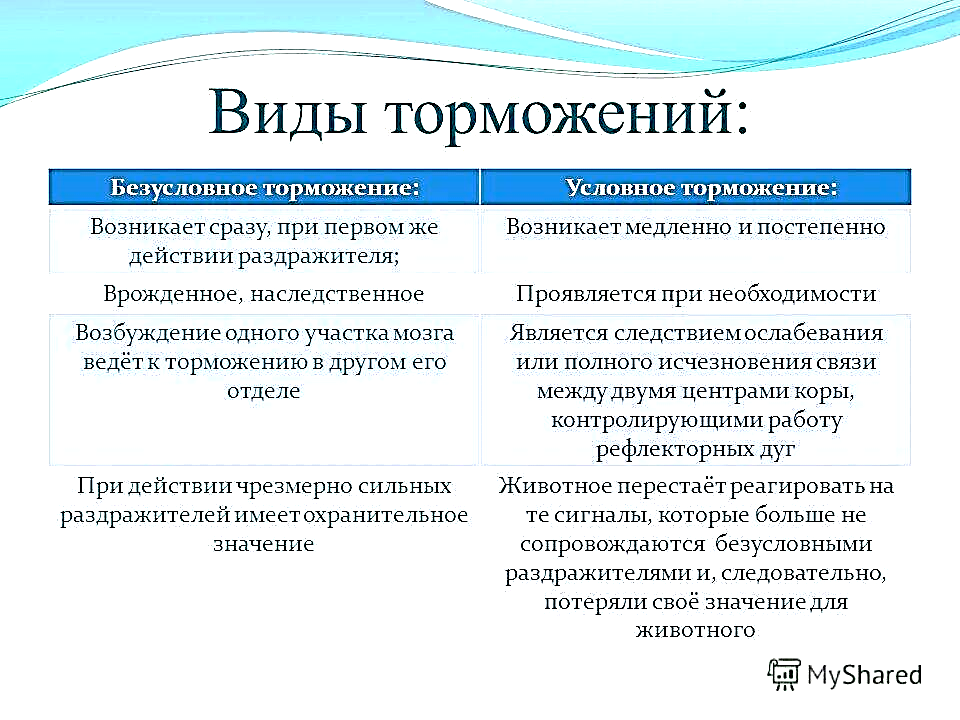 Виды торможений:
Безусловное торможение:
Условное торможение:
Возникает сразу, при первом же
действии раздражителя;
Возникает медленно и постепенно
Врожденное, наследственное
Проявляется при необходимости
Возбуждение одного участка мозга
ведёт к торможению в другом его
отделе
Является следствием ослабевания
или полного исчезновения связи
между двумя центрами коры,
контролирующими работу
рефлекторных дуг
При действии чрезмерно сильных
раздражителей имеет охранительное
значение
Животное перестаёт реагировать на
те сигналы, которые больше не
сопровождаются безусловными
раздражителями и, следовательно,
потеряли своё значение для
животного
MyShared